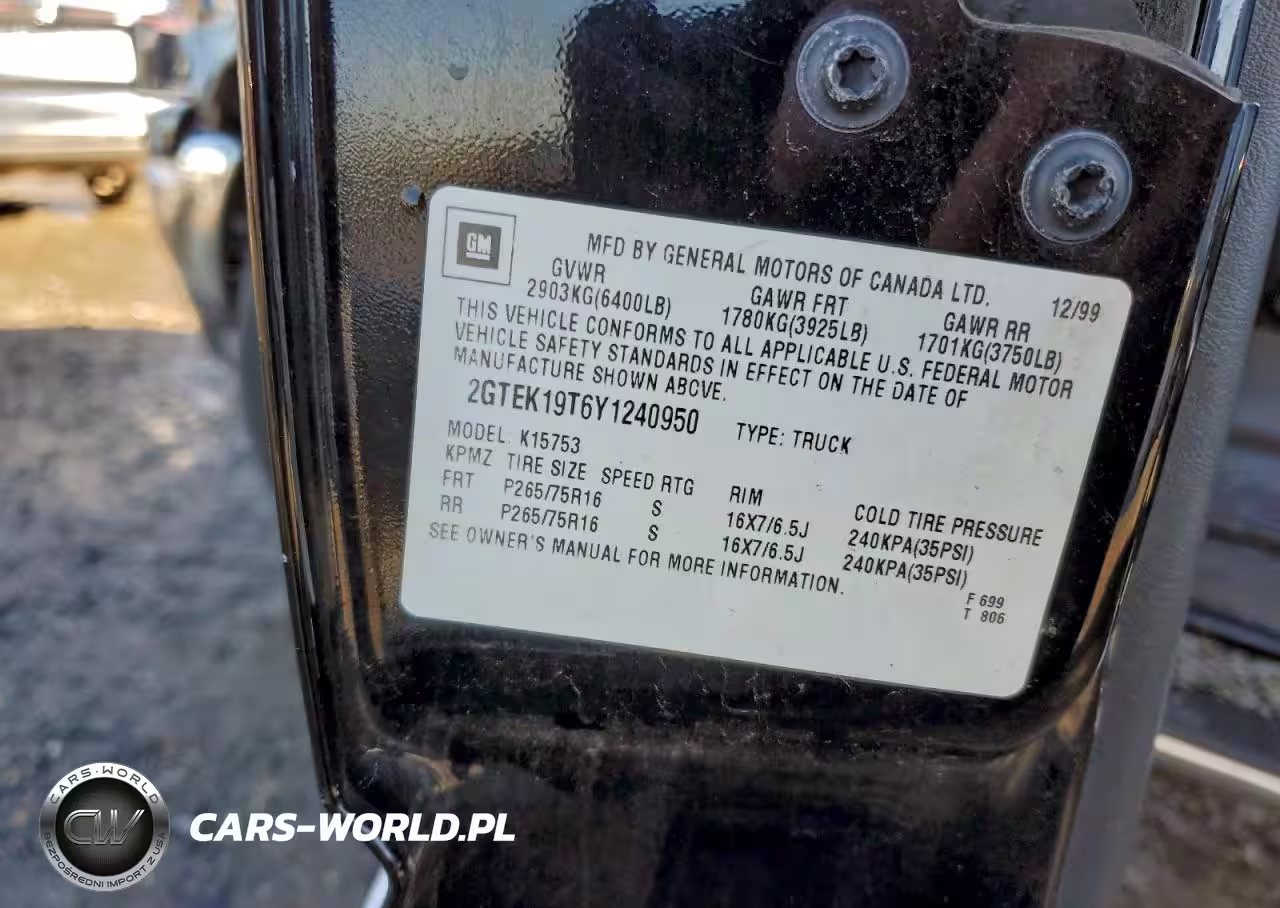 GM
MFD BY GENERAL MOTORS OF CANADA LTD. 12/99
GVWR GAWR FRT GAWR RR
2903KG(6400LB) 1780KG(3925LB) 1701KG(3750LB)
THIS VEHICLE CONFORMS TO ALL APPLICABLE U.S. FEDERAL MOTOR
VEHICLE SAFETY STANDARDS IN EFFECT ON THE DATE OF
MANUFACTURE SHOWN ABOVE.
2GTEK19T6Y1240950 TYPE: TRUCK
MODEL: K15753
KPMZ TIRE SIZE SPEED RTG RIM COLD TIRE PRESSURE
FRT P265/75R16 S 16X7/6.5J 240KPA(35PSI)
RR P265/75R16 S 16X7/6.5J 240KPA(35PSI)
SEE OWNER'S MANUAL FOR MORE INFORMATION.
F 699
T 806
CARS-WORLD
CW
BEZPOŚREDNI IMPORT Z USA
CARS-WORLD.PL